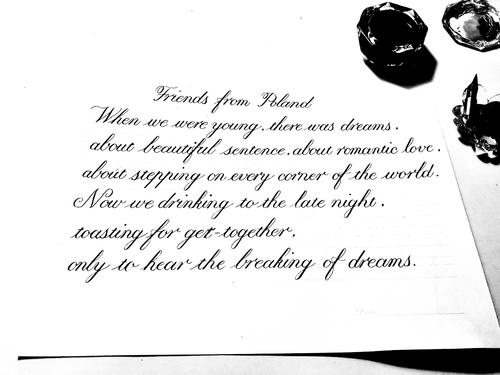 Friends from Poland
When we were young, there was dreams.
about beautiful sentence, about romantic love.
about stepping on every corner of the world.
Now we drinking to the late night.
toasting for get-together,
only to hear the breaking of dreams.